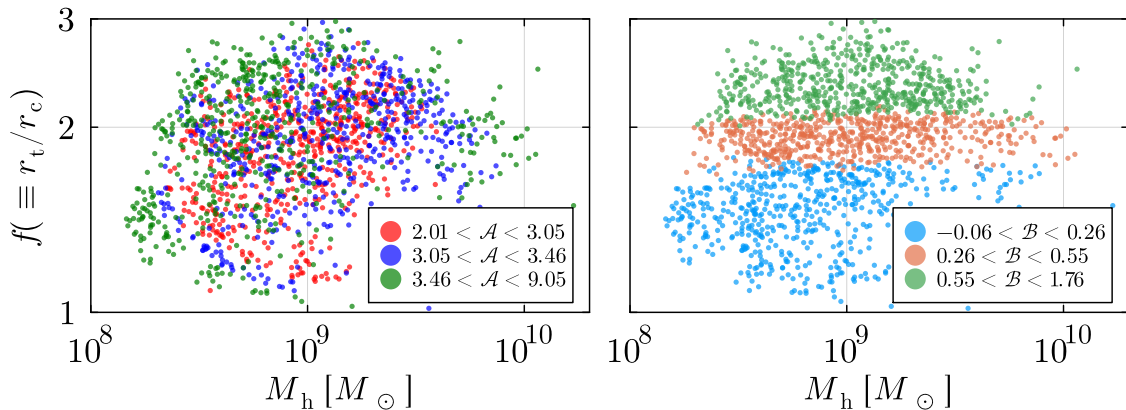 f(≡ r_t/r_c)
3
2
1
10^8
10^9
10^10
M_h [M_⊙]
2.01 < 𝒜 < 3.05
3.05 < 𝒜 < 3.46
3.46 < 𝒜 < 9.05
10^8
10^9
10^10
M_h [M_⊙]
−0.06 < ℬ < 0.26
0.26 < ℬ < 0.55
0.55 < ℬ < 1.76